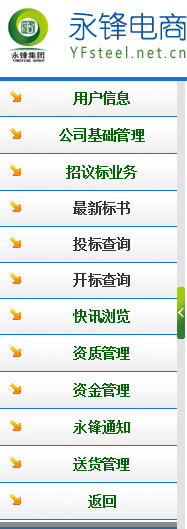 永锋电商
YFsteel.net.cn
永锋集团
YONGFENG GROUP
用户信息
公司基础管理
招议标业务
最新标书
投标查询
开标查询
快讯浏览
资质管理
资金管理
永锋通知
送货管理
返回